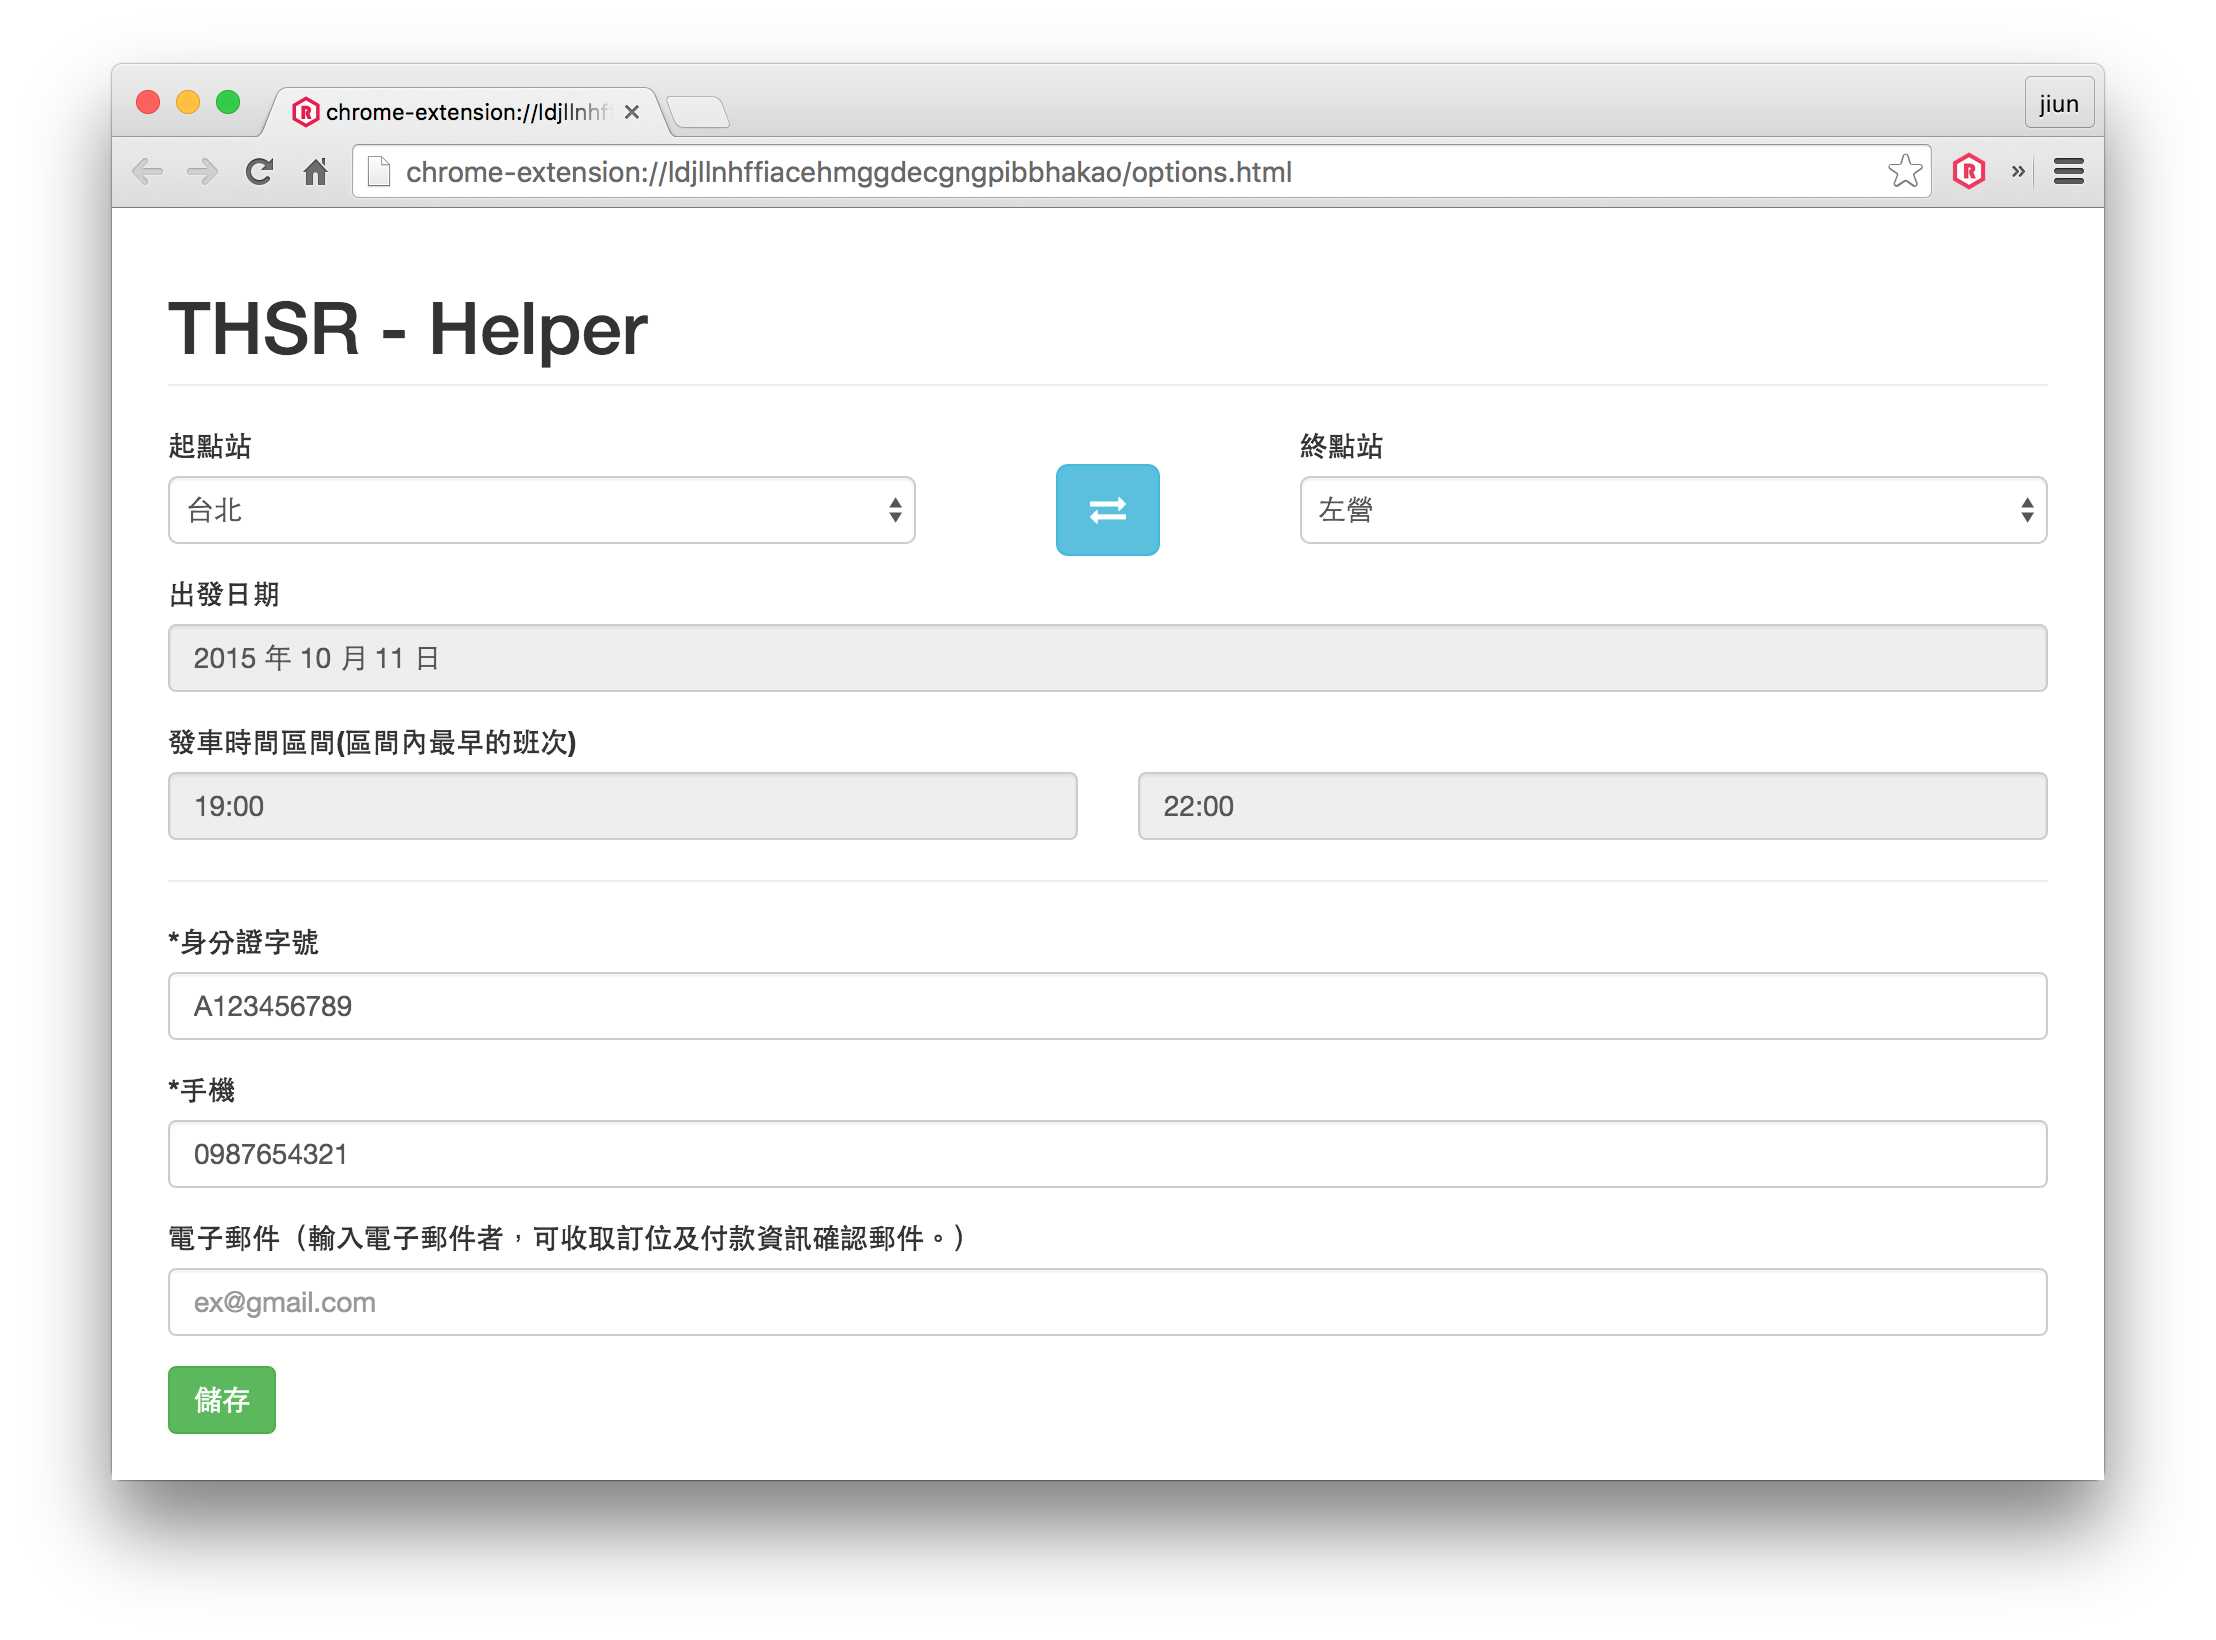 chrome-extension://ldjllnhf
jiun
chrome-extension://ldjllnhffiacehmggdecgngpibbhakao/options.html
THSR - Helper
起點站
終點站
台北
左營
出發日期
2015 年 10 月 11 日
發車時間區間(區間內最早的班次)
19:00
22:00
*身分證字號
A123456789
*手機
0987654321
電子郵件（輸入電子郵件者，可收取訂位及付款資訊確認郵件。）
ex@gmail.com
儲存